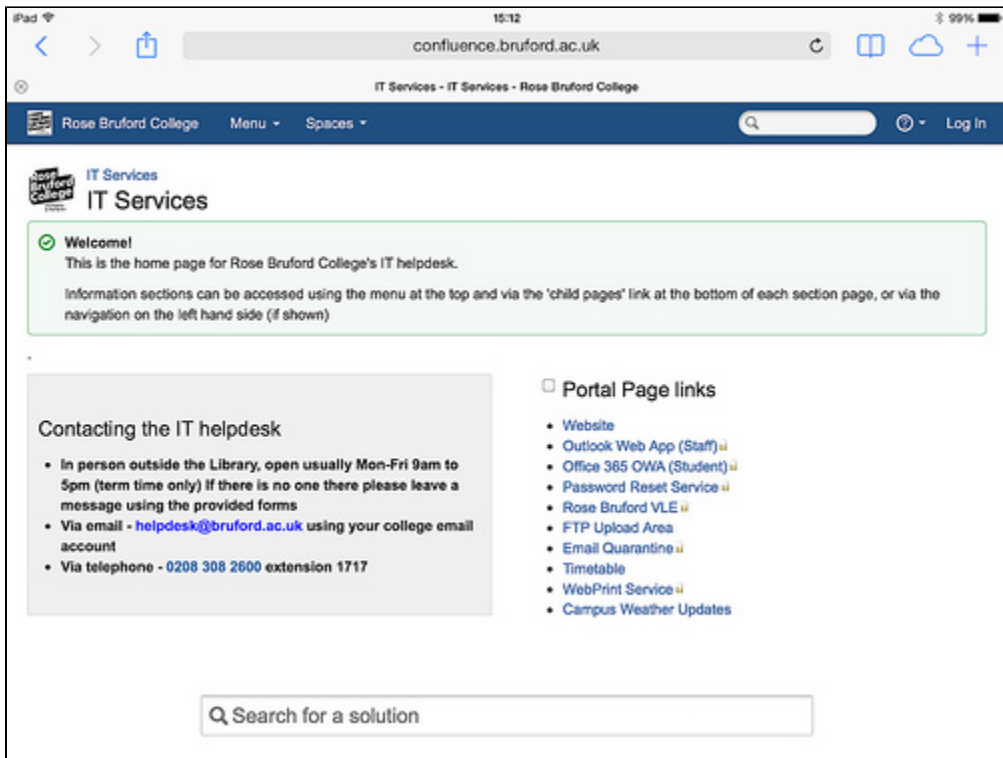 iPad
15:12
99%
confluence.bruford.ac.uk
IT Services - IT Services - Rose Bruford College
Rose Bruford College Menu Spaces Log In
Rose
Bruford
College
IT Services
IT Services
Welcome!
This is the home page for Rose Bruford College's IT helpdesk.
Information sections can be accessed using the menu at the top and via the 'child pages' link at the bottom of each section page, or via the
navigation on the left hand side (if shown)
Contacting the IT helpdesk
• In person outside the Library, open usually Mon-Fri 9am to
5pm (term time only) If there is no one there please leave a
message using the provided forms
• Via email - helpdesk@bruford.ac.uk using your college email
account
• Via telephone - 0208 308 2600 extension 1717
Portal Page links
• Website
• Outlook Web App (Staff)
• Office 365 OWA (Student)
• Password Reset Service
• Rose Bruford VLE
• FTP Upload Area
• Email Quarantine
• Timetable
• WebPrint Service
• Campus Weather Updates
Search for a solution